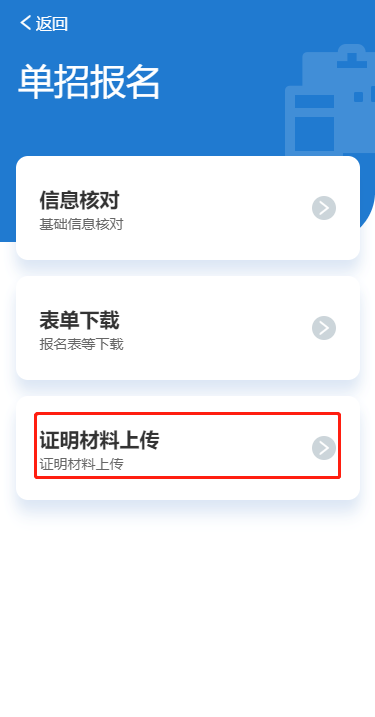 返回
单招报名
信息核对
基础信息核对
表单下载
报名表等下载
证明材料上传
证明材料上传